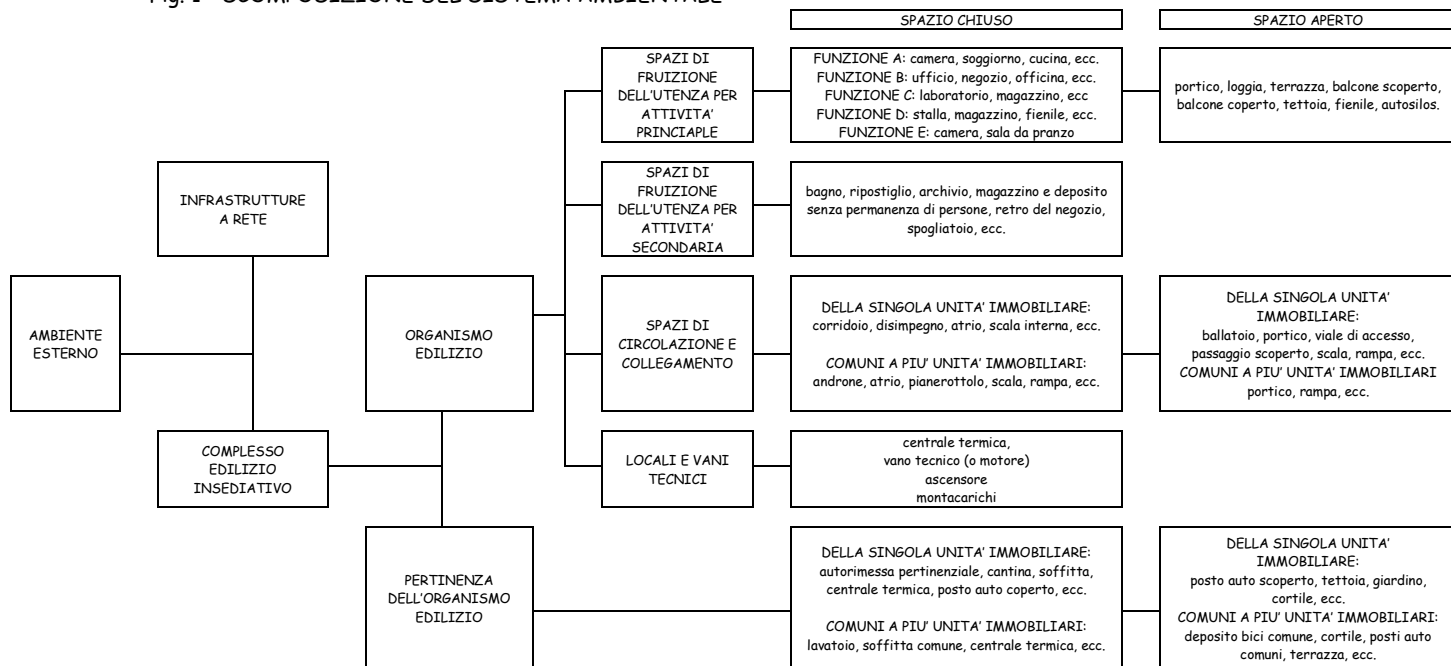 Fig. 1 - SCOMPOSIZIONE DEL SISTEMA AMBIENTALE
SPAZIO CHIUSO
SPAZIO APERTO
SPAZI DI
FRUIZIONE
DELL'UTENZA PER
ATTIVITA'
PRINCIAPLE
FUNZIONE A: camera, soggiorno, cucina, ecc.
FUNZIONE B: ufficio, negozio, officina, ecc.
FUNZIONE C: laboratorio, magazzino, ecc
FUNZIONE D: stalla, magazzino, fienile, ecc.
FUNZIONE E: camera, sala da pranzo
portico, loggia, terrazza, balcone scoperto,
balcone coperto, tettoia, fienile, autosilos.
INFRASTRUTTURE
A RETE
SPAZI DI
FRUIZIONE
DELL'UTENZA PER
ATTIVITA'
SECONDARIA
bagno, ripostiglio, archivio, magazzino e deposito
senza permanenza di persone, retro del negozio,
spogliatoio, ecc.
AMBIENTE
ESTERNO
ORGANISMO
EDILIZIO
SPAZI DI
CIRCOLAZIONE E
COLLEGAMENTO
DELLA SINGOLA UNITA' IMMOBILIARE:
corridoio, disimpegno, atrio, scala interna, ecc.
COMUNI A PIU' UNITA' IMMOBILIARI:
androne, atrio, pianerottolo, scala, rampa, ecc.
DELLA SINGOLA UNITA'
IMMOBILIARE:
ballatoio, portico, viale di accesso,
passaggio scoperto, scala, rampa, ecc.
COMUNI A PIU' UNITA' IMMOBILIARI
portico, rampa, ecc.
COMPLESSO
EDILIZIO
INSEDIATIVO
LOCALI E VANI
TECNICI
centrale termica,
vano tecnico (o motore)
ascensore
montacarichi
PERTINENZA
DELL'ORGANISMO
EDILIZIO
DELLA SINGOLA UNITA' IMMOBILIARE:
autorimessa pertinenziale, cantina, soffitta,
centrale termica, posto auto coperto, ecc.
COMUNI A PIU' UNITA' IMMOBILIARI:
lavatoio, soffitta comune, centrale termica, ecc.
DELLA SINGOLA UNITA'
IMMOBILIARE:
posto auto scoperto, tettoia, giardino,
cortile, ecc.
COMUNI A PIU' UNITA' IMMOBILIARI:
deposito bici comune, cortile, posti auto
comuni, terrazza, ecc.